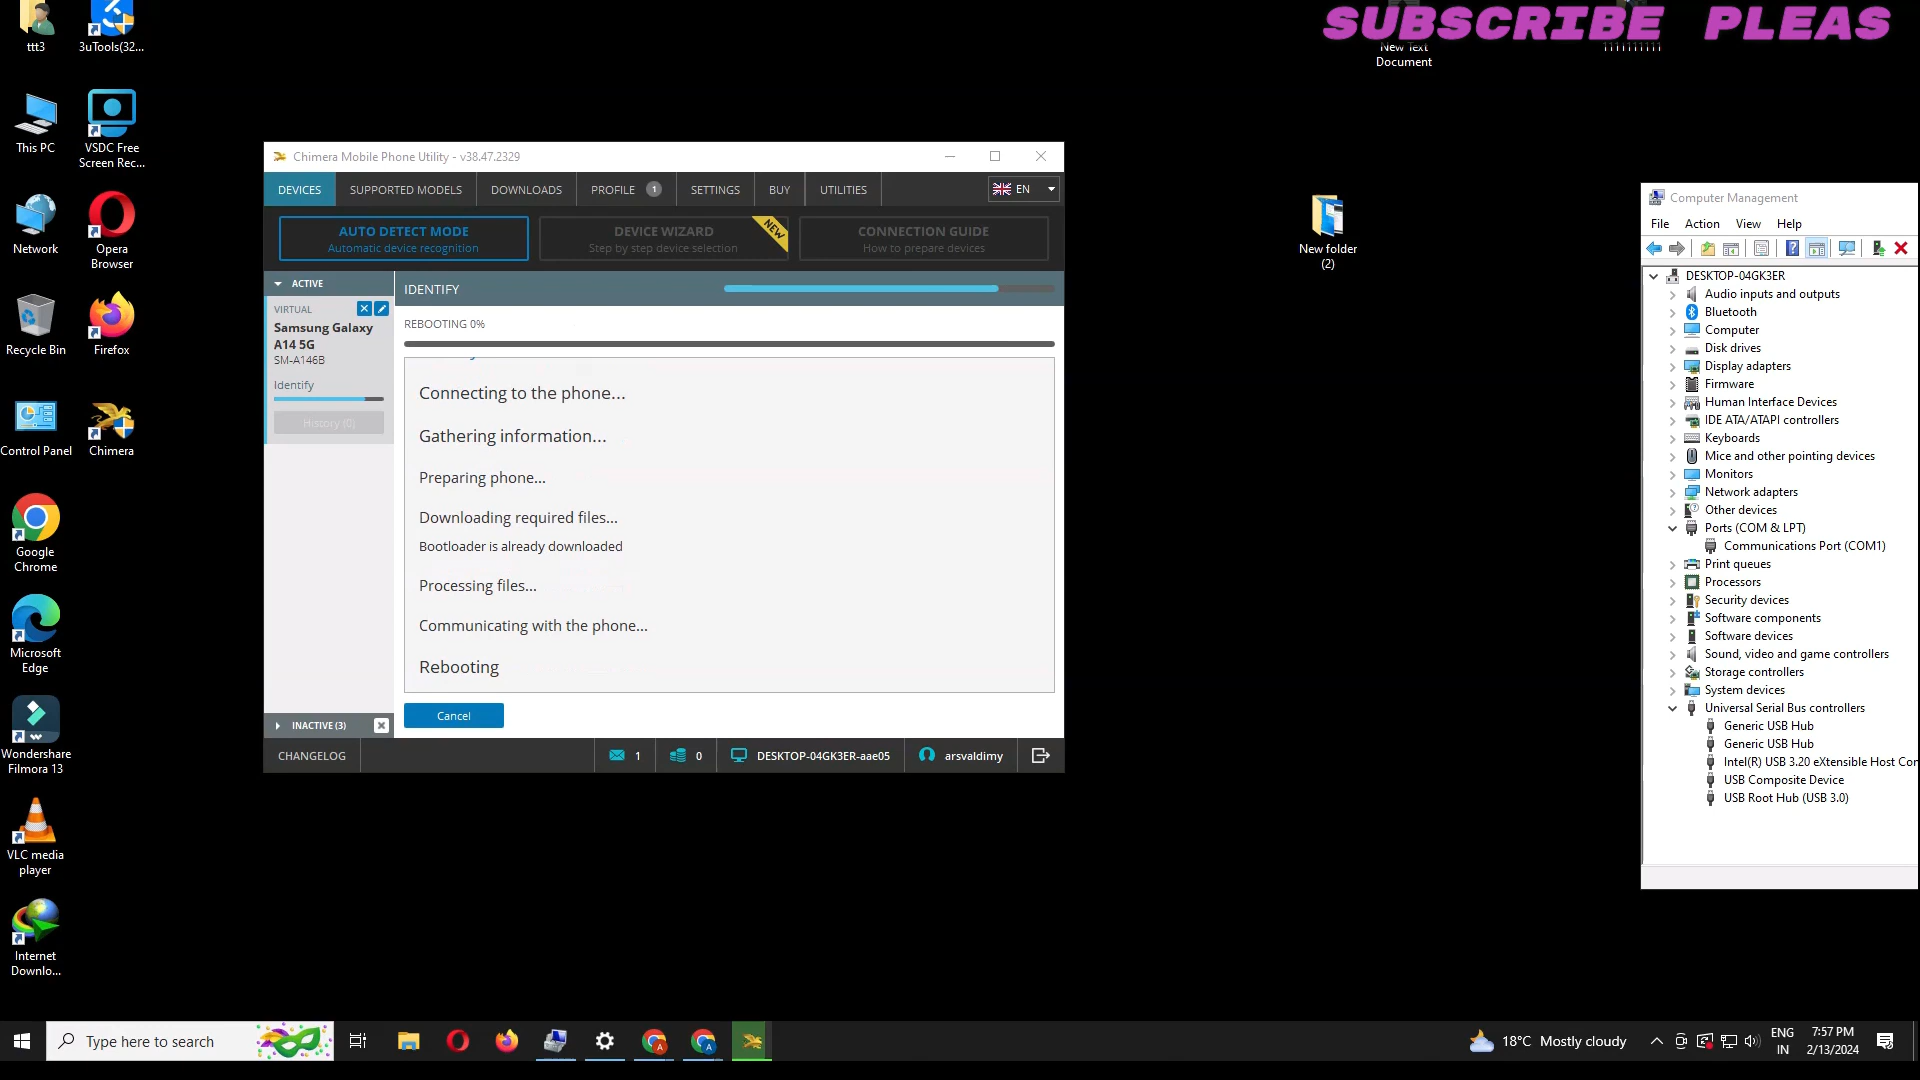 SUBSCRIBE PLEAS
ttt3
3uTools(32...
New Text
Document
This PC
VSDC Free
Screen Rec...
Network
Opera
Browser
Recycle Bin
Firefox
Control Panel
Chimera
Google
Chrome
Microsoft
Edge
Wondershare
Filmora 13
VLC media
player
Internet
Downlo...
New folder
(2)
Chimera Mobile Phone Utility - v38.47.2329
DEVICES
SUPPORTED MODELS
DOWNLOADS
PROFILE 1
SETTINGS
BUY
UTILITIES
EN
AUTO DETECT MODE
Automatic device recognition
DEVICE WIZARD
Step by step device selection
NEW
CONNECTION GUIDE
How to prepare devices
ACTIVE
VIRTUAL
Samsung Galaxy
A14 5G
SM-A146B
Identify
History (0)
INACTIVE (3)
IDENTIFY
REBOOTING 0%
Connecting to the phone...
Gathering information...
Preparing phone...
Downloading required files...
Bootloader is already downloaded
Processing files...
Communicating with the phone...
Rebooting
Cancel
CHANGELOG
1
0
DESKTOP-04GK3ER-aae05
arsvaldimy
Computer Management
File Action View Help
DESKTOP-04GK3ER
Audio inputs and outputs
Bluetooth
Computer
Disk drives
Display adapters
Firmware
Human Interface Devices
IDE ATA/ATAPI controllers
Keyboards
Mice and other pointing devices
Monitors
Network adapters
Other devices
Ports (COM & LPT)
Communications Port (COM1)
Print queues
Processors
Security devices
Software components
Software devices
Sound, video and game controllers
Storage controllers
System devices
Universal Serial Bus controllers
Generic USB Hub
Generic USB Hub
Intel(R) USB 3.20 eXtensible Host Cor
USB Composite Device
USB Root Hub (USB 3.0)
Type here to search
18°C Mostly cloudy
ENG
IN
7:57 PM
2/13/2024